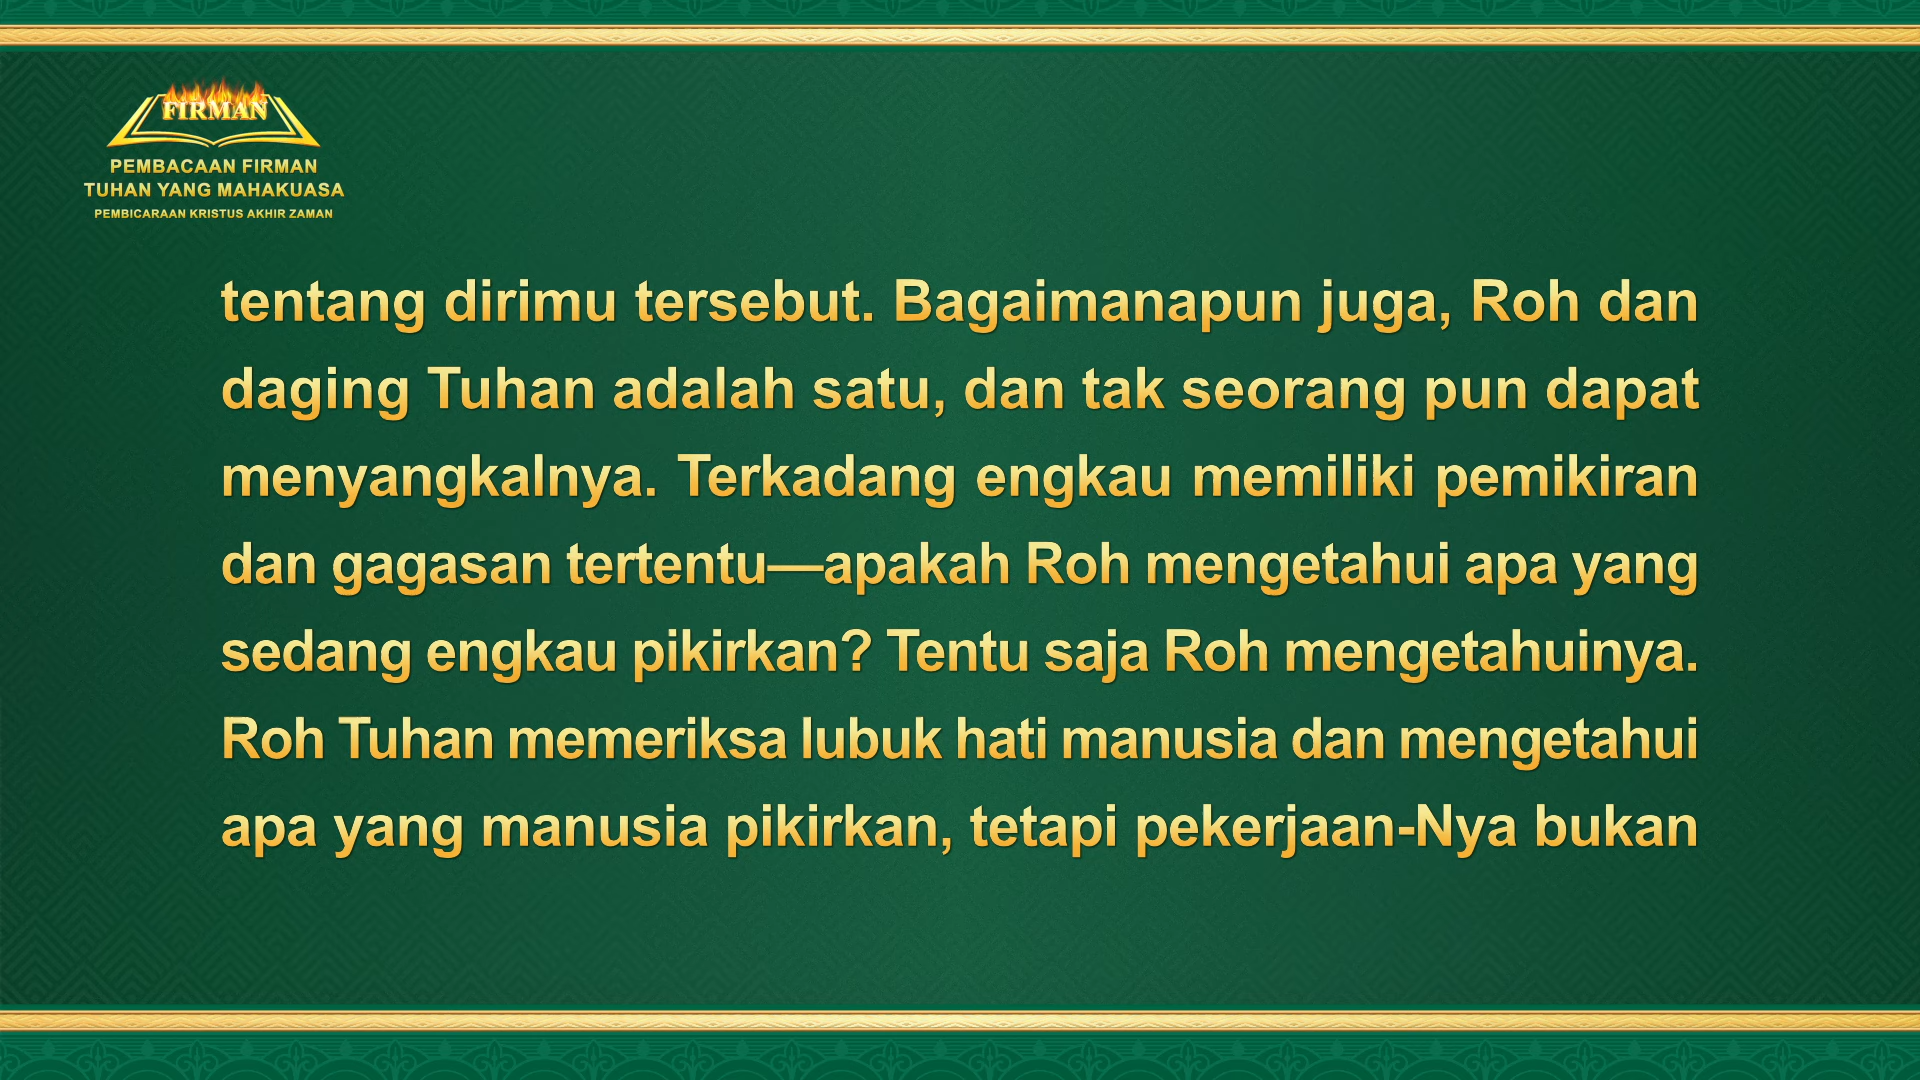 FIRMAN
PEMBACAAN FIRMAN
TUHAN YANG MAHAKUASA
PEMBICARAAN KRISTUS AKHIR ZAMAN
tentang dirimu tersebut. Bagaimanapun juga, Roh dan
daging Tuhan adalah satu, dan tak seorang pun dapat
menyangkalnya. Terkadang engkau memiliki pemikiran
dan gagasan tertentu—apakah Roh mengetahui apa yang
sedang engkau pikirkan? Tentu saja Roh mengetahuinya.
Roh Tuhan memeriksa lubuk hati manusia dan mengetahui
apa yang manusia pikirkan, tetapi pekerjaan-Nya bukan